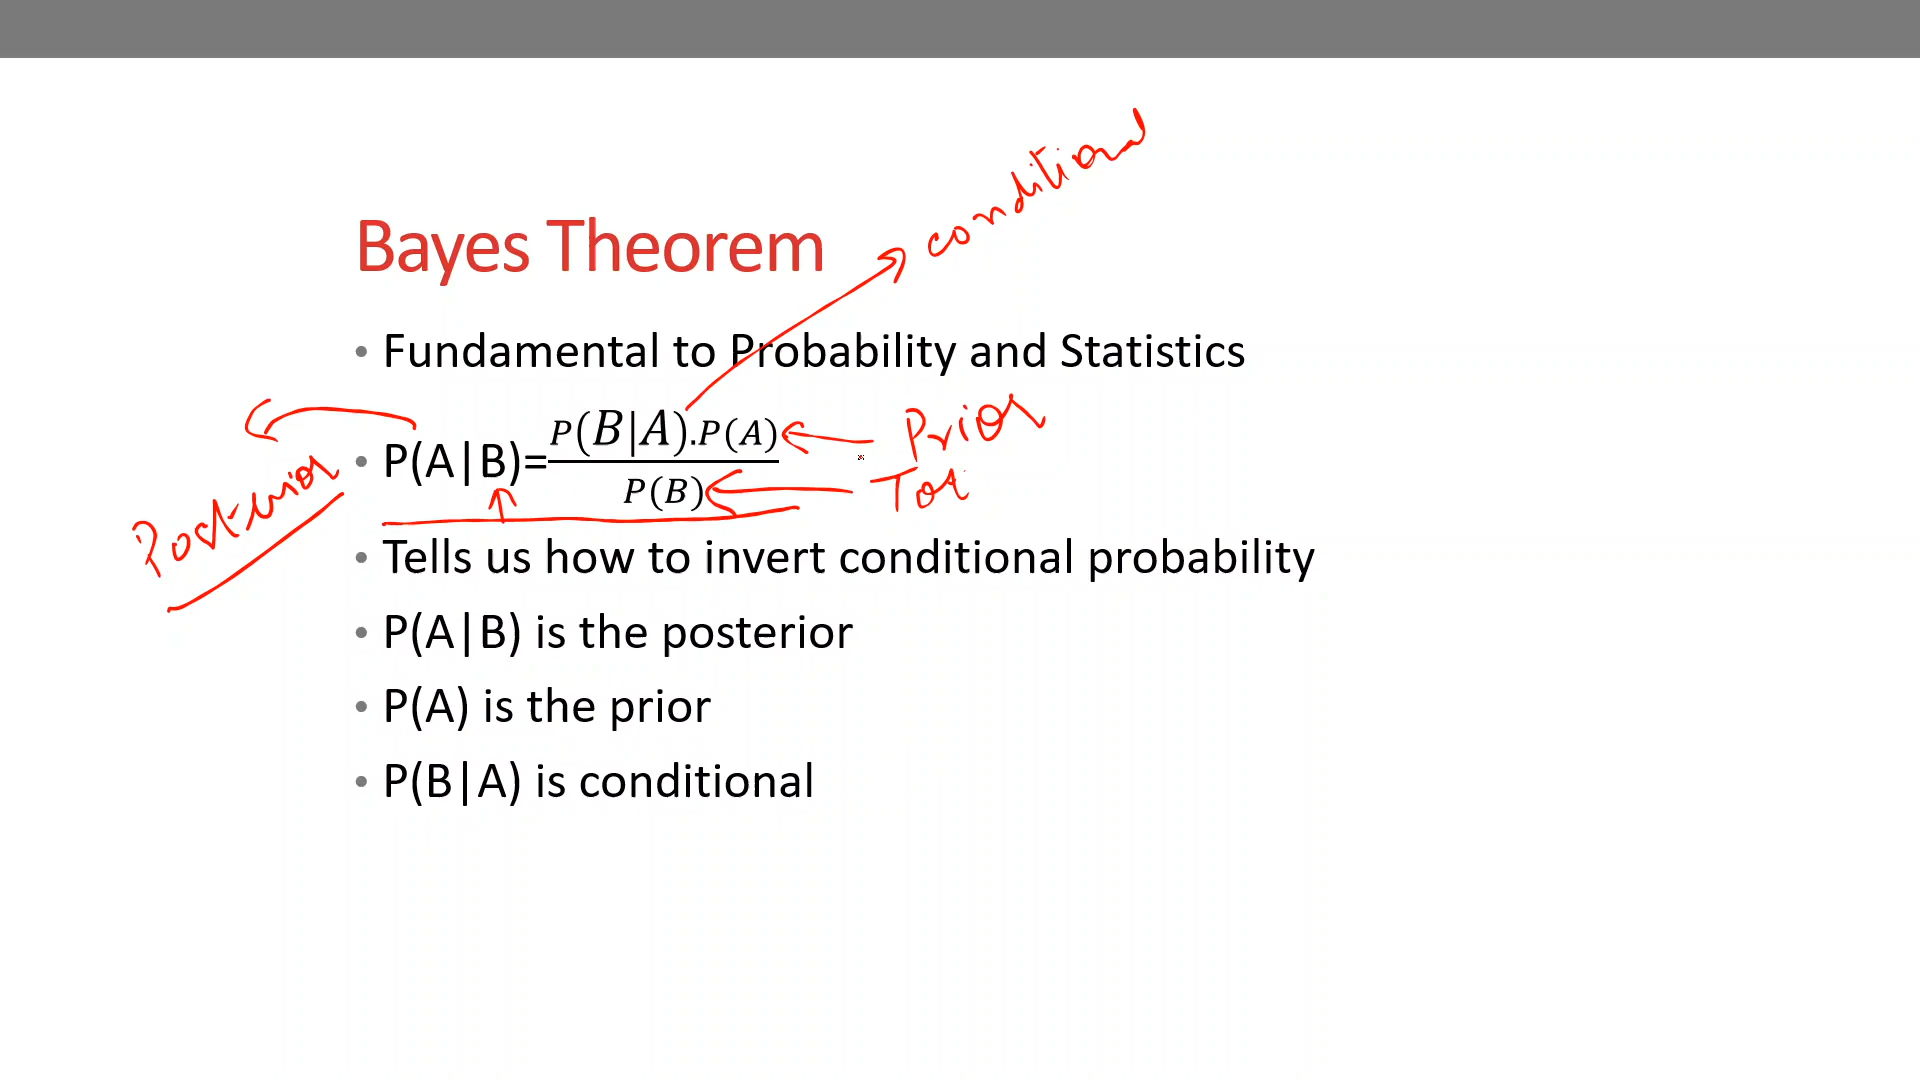 conditional
Bayes Theorem
• Fundamental to Probability and Statistics
• P(A|B)=P(B|A).P(A)/P(B)
Prior
Tot
Posterior
• Tells us how to invert conditional probability
• P(A|B) is the posterior
• P(A) is the prior
• P(B|A) is conditional